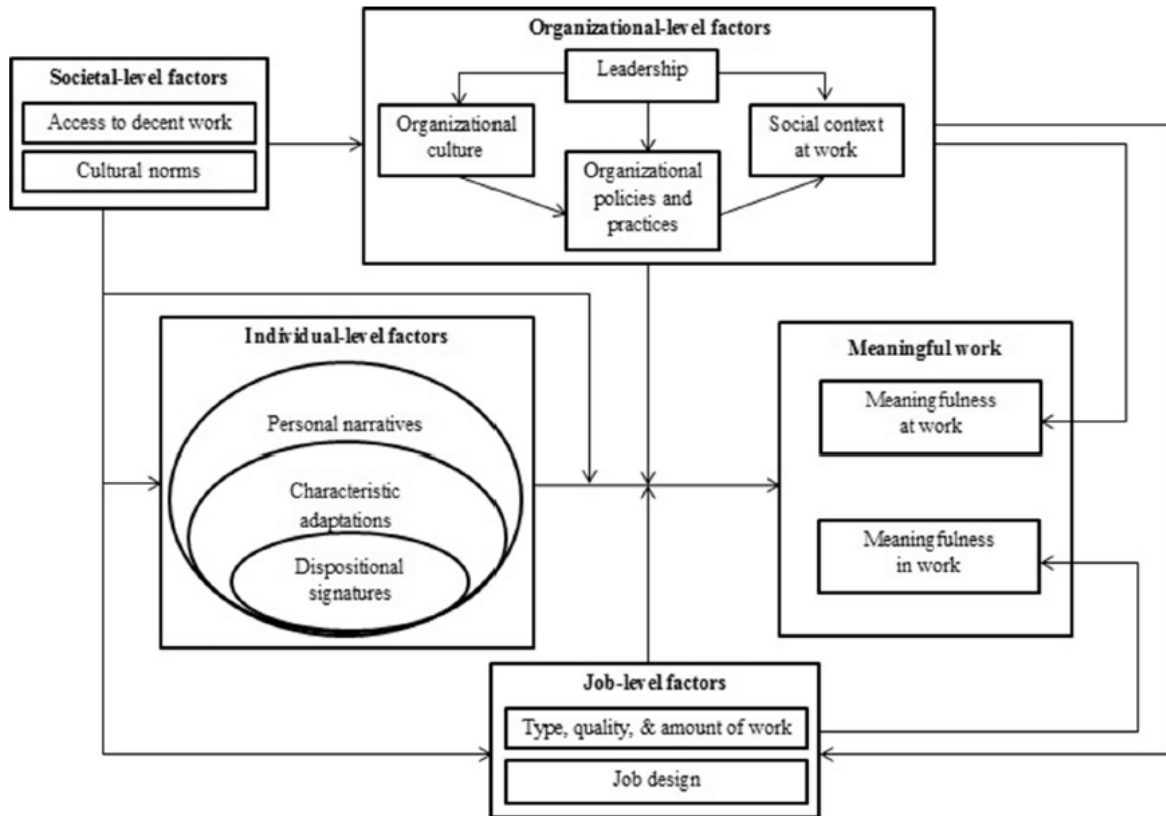 Organizational-level factors
Leadership
Organizational
culture
Social context
at work
Organizational
policies and
practices
Societal-level factors
Access to decent work
Cultural norms
Individual-level factors
Personal narratives
Characteristic
adaptations
Dispositional
signatures
Meaningful work
Meaningfulness
at work
Meaningfulness
in work
Job-level factors
Type, quality, & amount of work
Job design